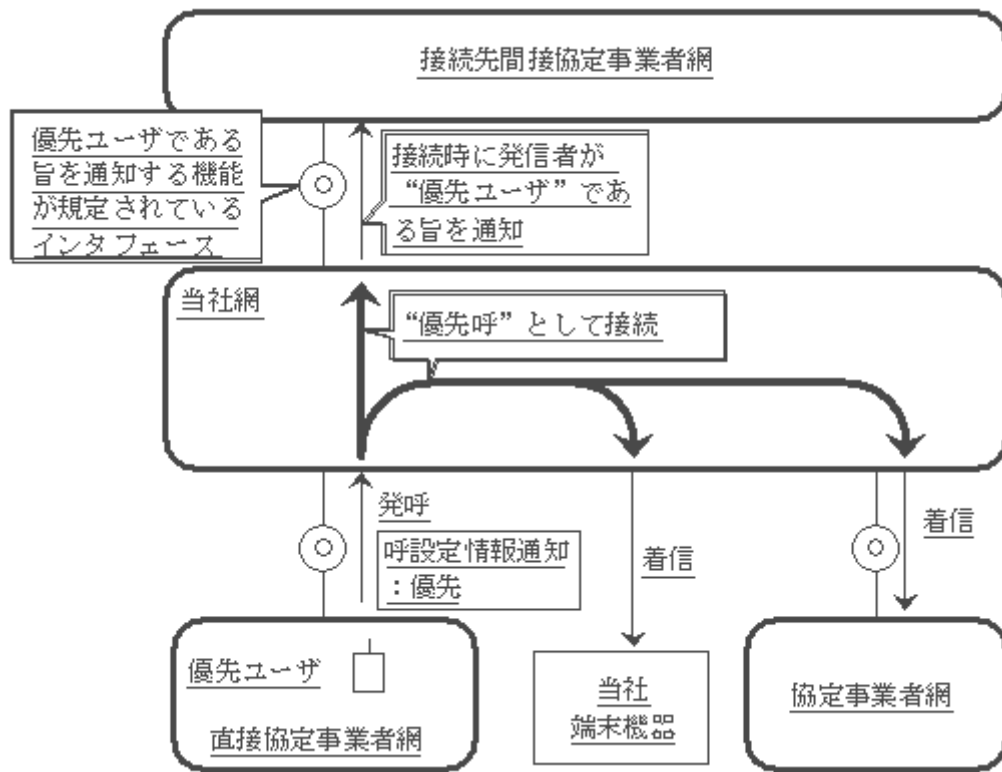 接続先間接協定事業者網
優先ユーザである
旨を通知する機能
が規定されている
インタフェース
接続時に発信者が
“優先ユーザ”であ
る旨を通知
当社網
“優先呼”として接続
発呼
呼設定情報通知
：優先
着信
着信
優先ユーザ
直接協定事業者網
当社
端末機器
協定事業者網